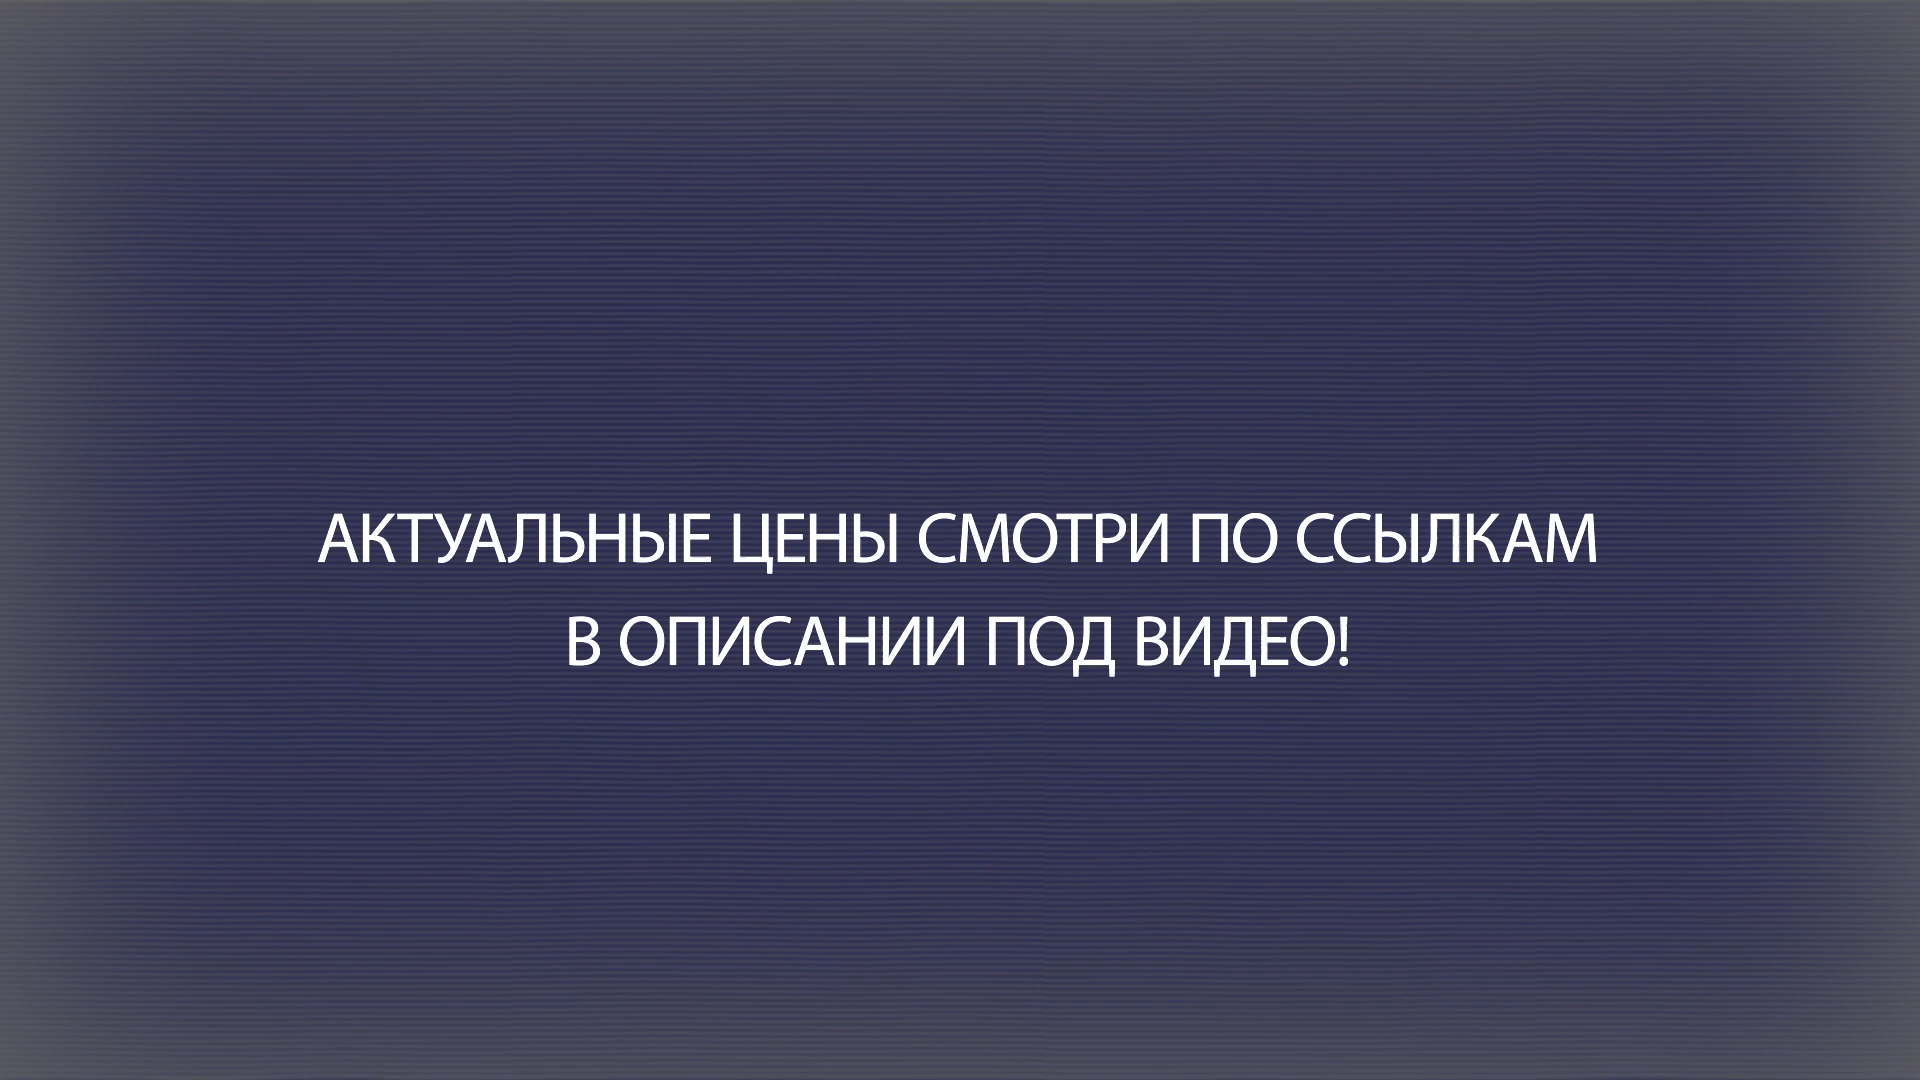 АКТУАЛЬНЫЕ ЦЕНЫ СМОТРИ ПО ССЫЛКАМ
В ОПИСАНИИ ПОД ВИДЕО!